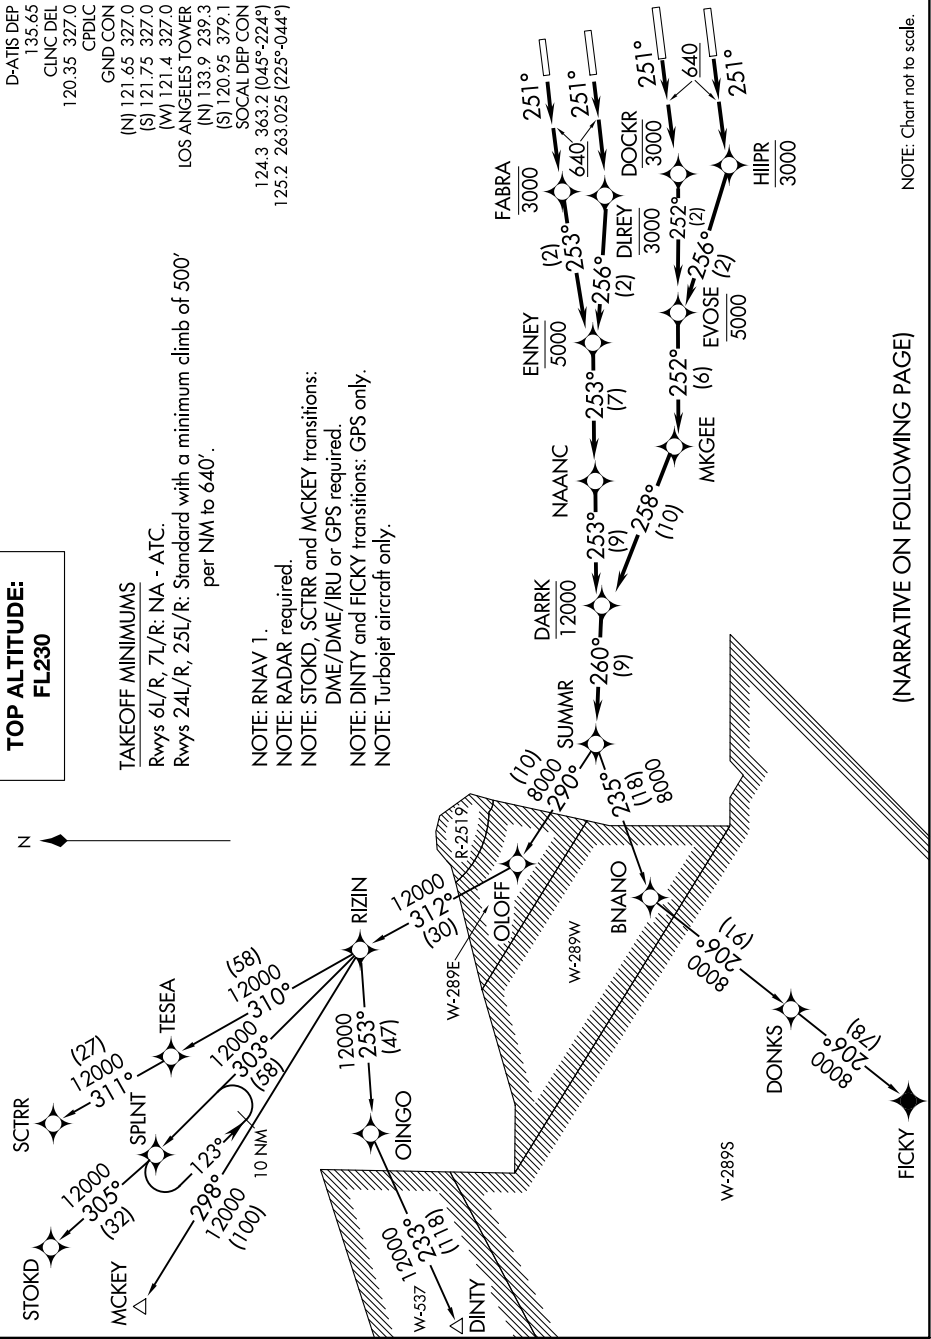 TOP ALTITUDE:
FL230
D-ATIS DEP
135.65
CLNC DEL
120.35 327.0
CPDLC
GND CON
(N) 121.65 327.0
(S) 121.75 327.0
(W) 121.4 327.0
LOS ANGELES TOWER
(N) 133.9 239.3
(S) 120.95 379.1
SOCAL DEP CON
124.3 363.2 (045°-224°)
125.2 263.025 (225°-044°)
TAKEOFF MINIMUMS
Rwys 6L/R, 7L/R: NA - ATC.
Rwys 24L/R, 25L/R: Standard with a minimum climb of 500'
per NM to 640'.
NOTE: RNAV 1.
NOTE: RADAR required.
NOTE: STOKD, SCTRR and MCKEY transitions:
DME/DME/IRU or GPS required.
NOTE: DINTY and FICKY transitions: GPS only.
NOTE: Turbojet aircraft only.
N
SCTRR
(27)
12000
311°
TESEA
(58)
12000
310°
STOKD
12000
305°
(32)
SPLNT
12000
303°
(58)
123°
10 NM
MCKEY
298°
12000
(100)
RIZIN
12000
312°
(30)
12000
253°
(47)
OINGO
12000
233°
(118)
DINTY
W-537
R-2519
W-289E
OLOFF
W-289W
W-289S
(10)
8000
290°
SUMMR
235°
(18)
8000
BNANO
(91)
206°
8000
DONKS
(78)
206°
8000
FICKY
260°
(9)
DARRK
12000
253°
(9)
NAANC
253°
(7)
ENNEY
5000
(2)
253°
FABRA
3000
251°
256°
(2)
DLREY
3000
251°
640
258°
(10)
MKGEE
252°
(6)
EVOSE
5000
252°
(2)
DOCKR
3000
251°
256°
(2)
HIIPR
3000
251°
640
(NARRATIVE ON FOLLOWING PAGE)
NOTE: Chart not to scale.